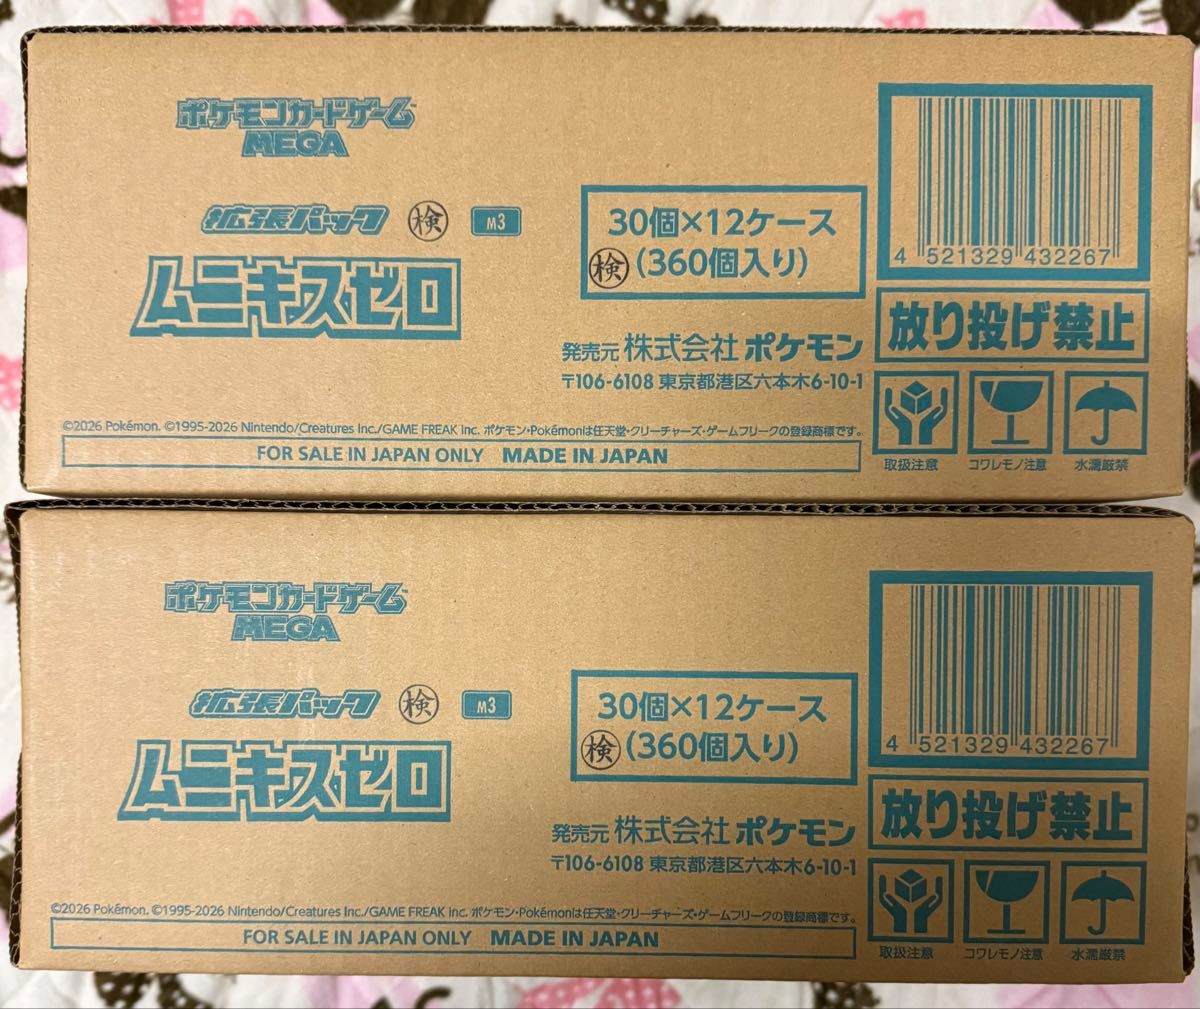 ポケモンカードゲーム
MEGA
拡張パック 検 M3
ムニキスゼロ
30個×12ケース
検 (360個入り)
発売元 株式会社 ポケモン
〒106-6108 東京都港区六本木6-10-1
4 521329 432267
放り投げ禁止
取扱注意 コワレモノ注意 水濡厳禁
©2026 Pokémon. ©1995-2026 Nintendo/Creatures Inc./GAME FREAK inc. ポケモン・Pokémonは任天堂・クリーチャーズ・ゲームフリークの登録商標です。
FOR SALE IN JAPAN ONLY MADE IN JAPAN
ポケモンカードゲーム
MEGA
拡張パック 検 M3
ムニキスゼロ
30個×12ケース
検 (360個入り)
発売元 株式会社 ポケモン
〒106-6108 東京都港区六本木6-10-1
4 521329 432267
放り投げ禁止
取扱注意 コワレモノ注意 水濡厳禁
©2026 Pokémon. ©1995-2026 Nintendo/Creatures Inc./GAME FREAK inc. ポケモン・Pokémonは任天堂・クリーチャーズ・ゲームフリークの登録商標です。
FOR SALE IN JAPAN ONLY MADE IN JAPAN